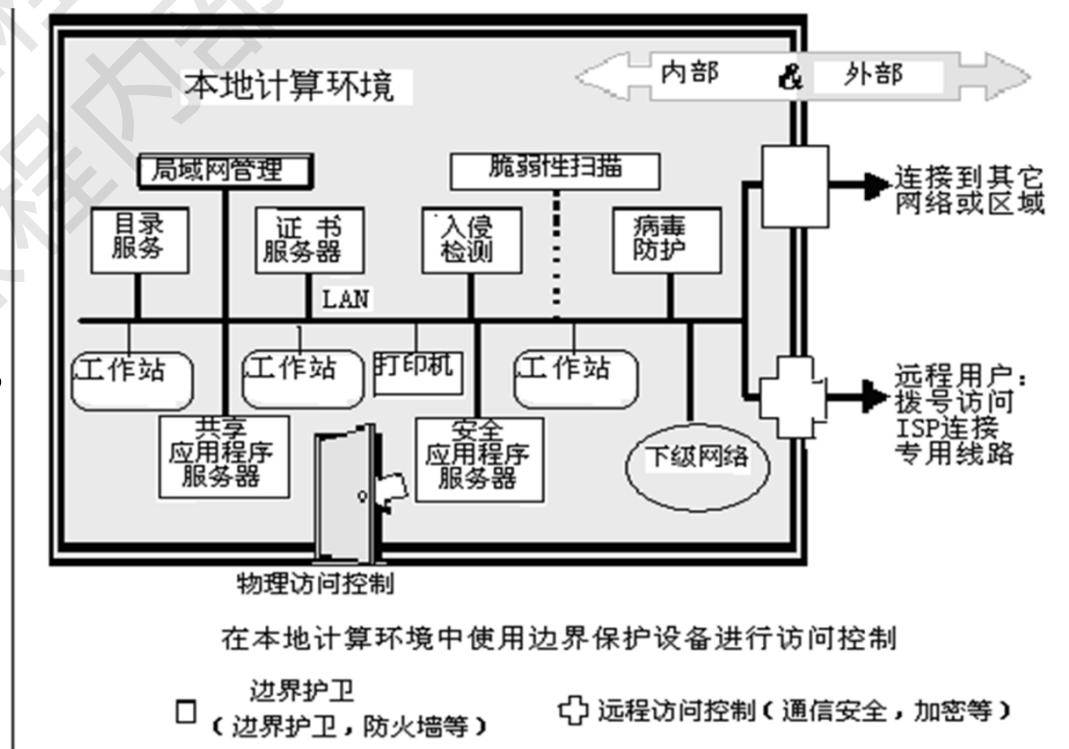 本地计算环境
内部 & 外部
局域网管理
脆弱性扫描
目录
服务
证 书
服务器
入侵
检测
病毒
防护
连接到其它
网络或区域
LAN
工作站
工作站
打印机
工作站
共享
应用程序
服务器
安全
应用程序
服务器
下级网络
远程用户:
拨号访问
ISP连接
专用线路
物理访问控制
在本地计算环境中使用边界保护设备进行访问控制
边界护卫
(边界护卫,防火墙等)
远程访问控制(通信安全,加密等)